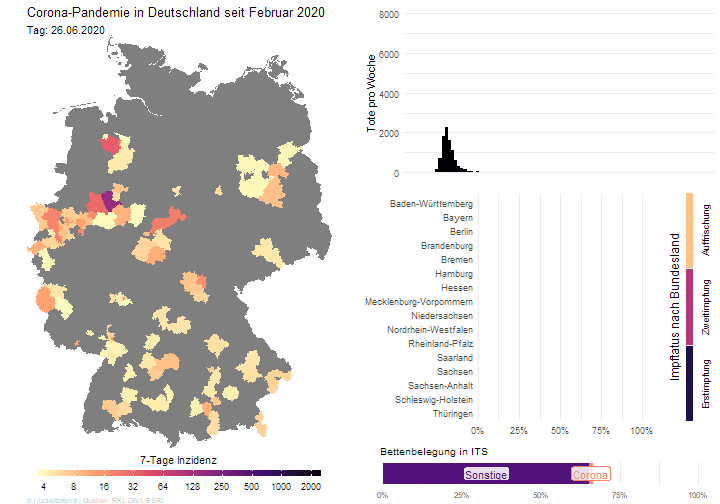 Corona-Pandemie in Deutschland seit Februar 2020
Tag: 26.06.2020
7-Tage Inzidenz
4 8 16 32 64 125 250 500 1000 2000
Quellen: RKI, DIVI, ESRI
Tote pro Woche
8000
6000
4000
2000
0
Baden-Württemberg
Bayern
Berlin
Brandenburg
Bremen
Hamburg
Hessen
Mecklenburg-Vorpommern
Niedersachsen
Nordrhein-Westfalen
Rheinland-Pfalz
Saarland
Sachsen
Sachsen-Anhalt
Schleswig-Holstein
Thüringen
0% 25% 50% 75% 100%
Impfstatus nach Bundesland
Auffrischung
Zweitimpfung
Erstimpfung
Bettenbelegung in ITS
Sonstige
Corona
0% 25% 50% 75% 100%